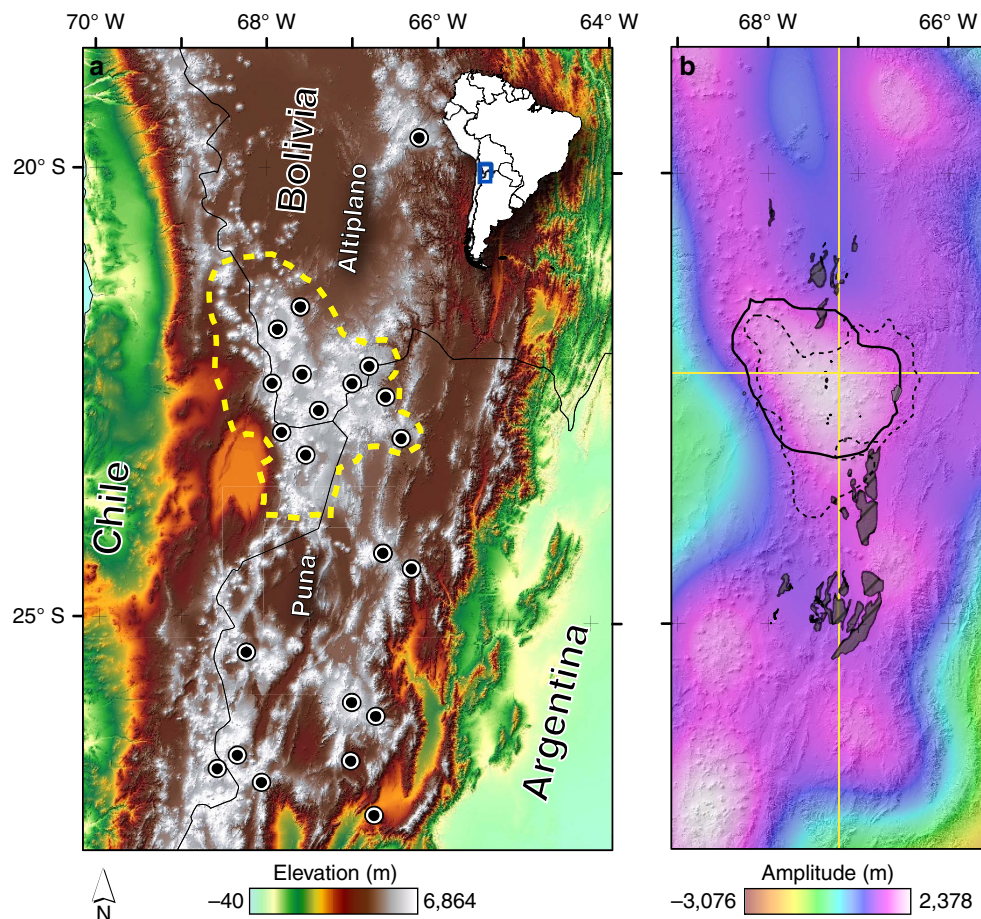 70° W 68° W 66° W 64° W 68° W 66° W
a
b
Bolivia
Altiplano
20° S
Chile
Puna
25° S
Argentina
N
Elevation (m)
–40 6,864
Amplitude (m)
–3,076 2,378